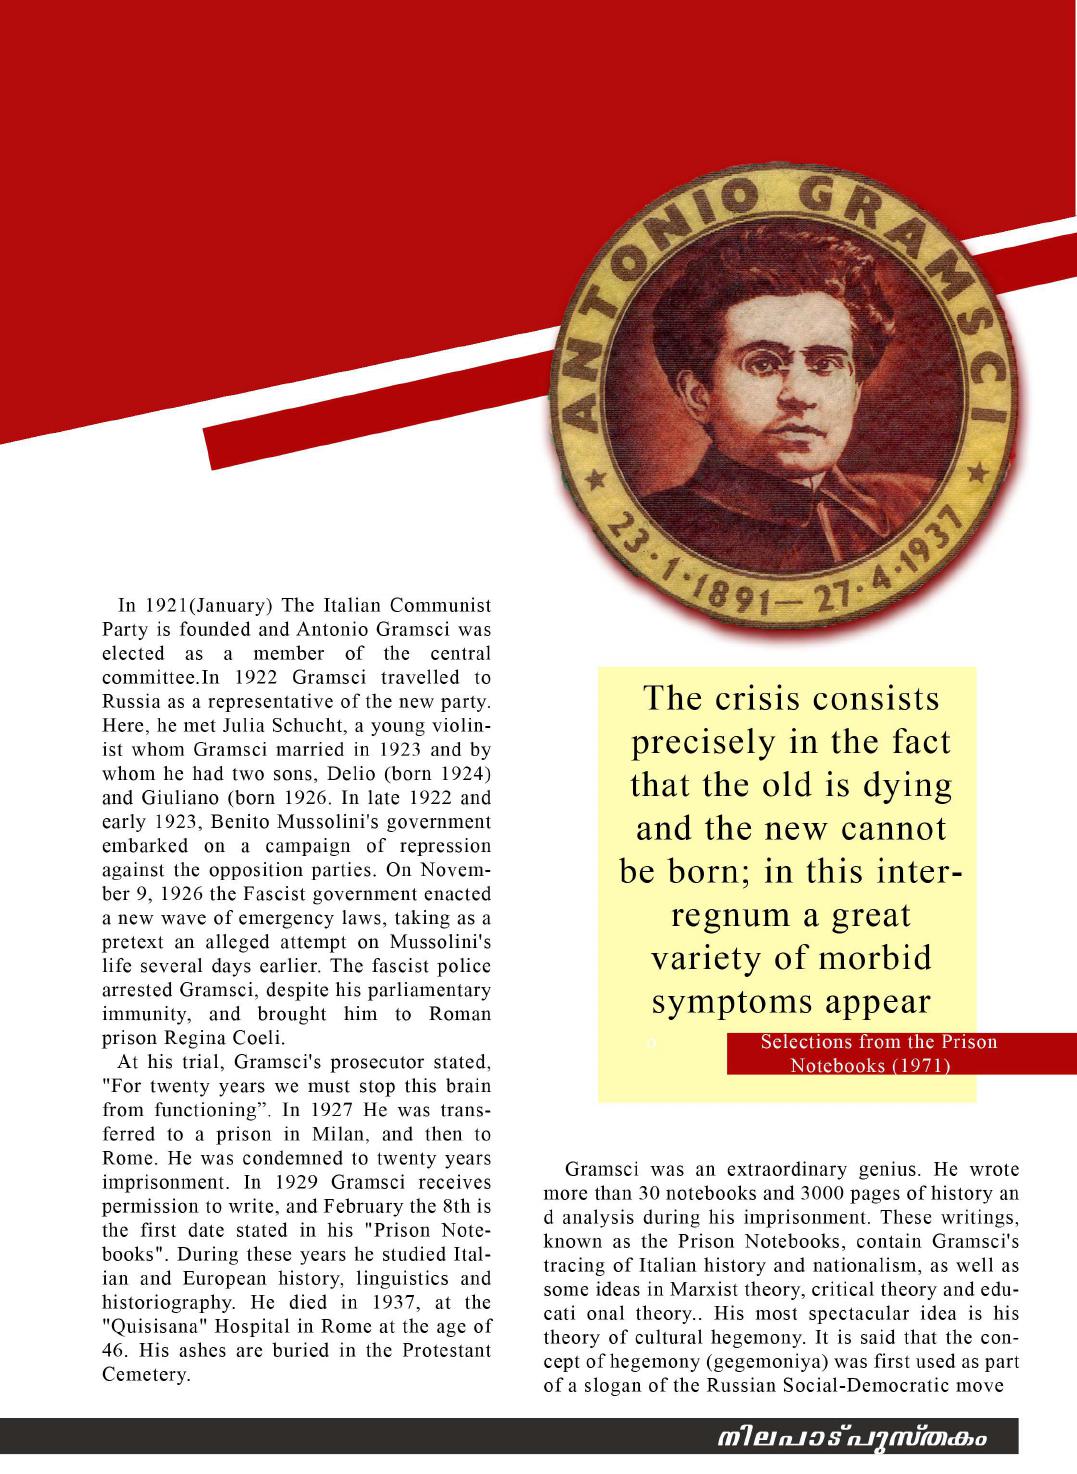 ANTONIO GRAMSCI
★ 23·1·1891— 27·4·1937 ★
In 1921(January) The Italian Communist
Party is founded and Antonio Gramsci was
elected as a member of the central
committee.In 1922 Gramsci travelled to
Russia as a representative of the new party.
Here, he met Julia Schucht, a young violin-
ist whom Gramsci married in 1923 and by
whom he had two sons, Delio (born 1924)
and Giuliano (born 1926. In late 1922 and
early 1923, Benito Mussolini's government
embarked on a campaign of repression
against the opposition parties. On Novem-
ber 9, 1926 the Fascist government enacted
a new wave of emergency laws, taking as a
pretext an alleged attempt on Mussolini's
life several days earlier. The fascist police
arrested Gramsci, despite his parliamentary
immunity, and brought him to Roman
prison Regina Coeli.
At his trial, Gramsci's prosecutor stated,
"For twenty years we must stop this brain
from functioning”. In 1927 He was trans-
ferred to a prison in Milan, and then to
Rome. He was condemned to twenty years
imprisonment. In 1929 Gramsci receives
permission to write, and February the 8th is
the first date stated in his "Prison Note-
books". During these years he studied Ital-
ian and European history, linguistics and
historiography. He died in 1937, at the
"Quisisana" Hospital in Rome at the age of
46. His ashes are buried in the Protestant
Cemetery.
The crisis consists
precisely in the fact
that the old is dying
and the new cannot
be born; in this inter-
regnum a great
variety of morbid
symptoms appear
o Selections from the Prison
Notebooks (1971)
Gramsci was an extraordinary genius. He wrote
more than 30 notebooks and 3000 pages of history an
d analysis during his imprisonment. These writings,
known as the Prison Notebooks, contain Gramsci's
tracing of Italian history and nationalism, as well as
some ideas in Marxist theory, critical theory and edu-
cati onal theory.. His most spectacular idea is his
theory of cultural hegemony. It is said that the con-
cept of hegemony (gegemoniya) was first used as part
of a slogan of the Russian Social-Democratic move
നിലപാട്പുസ്തകം